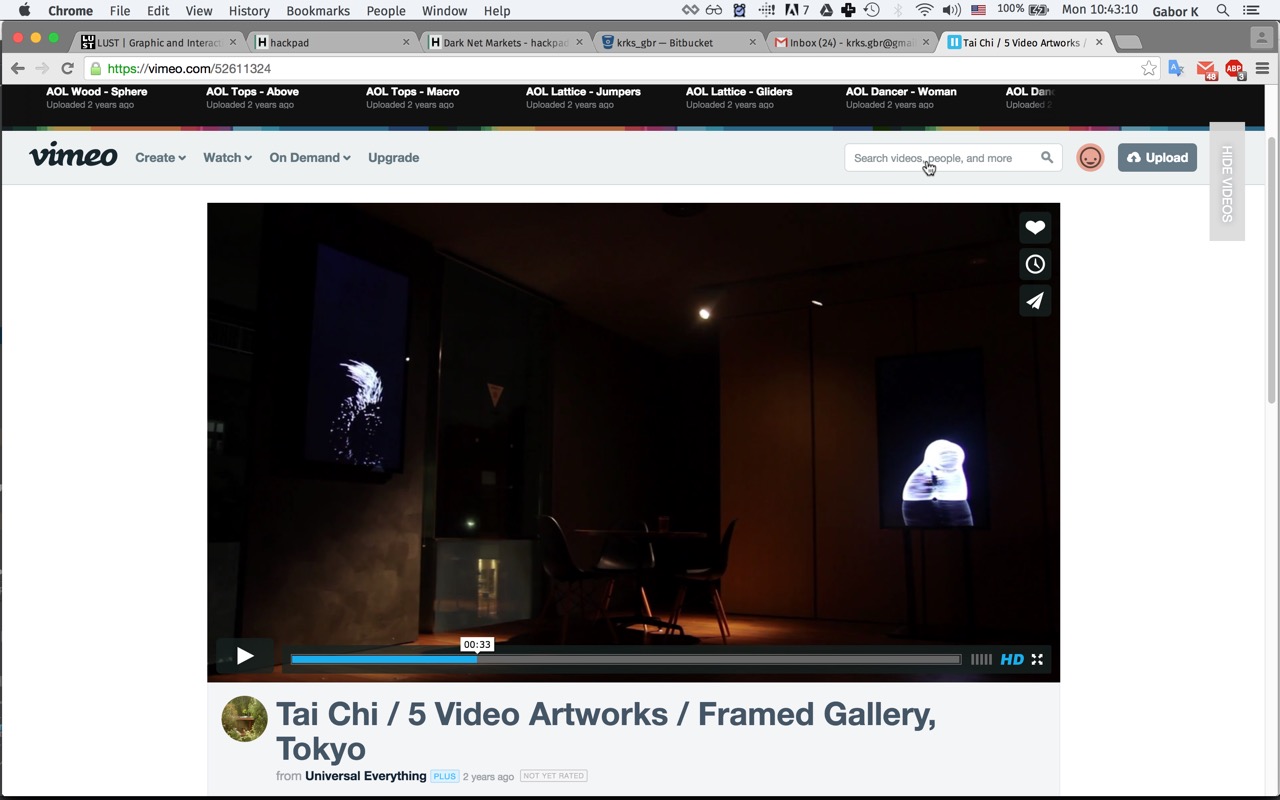 Chrome File Edit View History Bookmarks People Window Help 7 100% Mon 10:43:10 Gabor K
LUST | Graphic and Interac hackpad Dark Net Markets - hackpad krks_gbr — Bitbucket Inbox (24) - krks.gbr@gmai Tai Chi / 5 Video Artworks /
https://vimeo.com/52611324 48 ABP 3
AOL Wood - Sphere AOL Tops - Above AOL Tops - Macro AOL Lattice - Jumpers AOL Lattice - Gliders AOL Dancer - Woman AOL Danc
Uploaded 2 years ago Uploaded 2 years ago Uploaded 2 years ago Uploaded 2 years ago Uploaded 2 years ago Uploaded 2 years ago Uploaded 2
vimeo Create Watch On Demand Upgrade Search videos, people, and more Upload
HIDE VIDEOS
00:33
HD
Tai Chi / 5 Video Artworks / Framed Gallery,
Tokyo
from Universal Everything PLUS 2 years ago NOT YET RATED